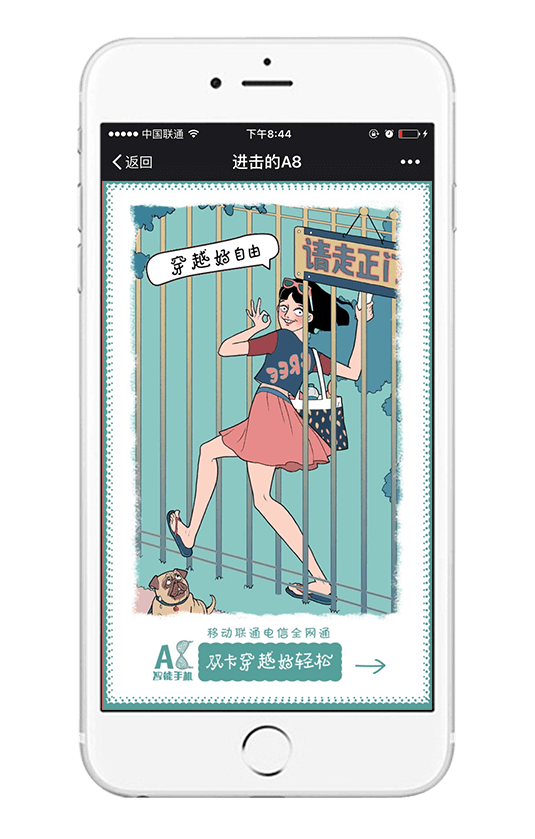 中国联通 下午8:44
返回 进击的A8
穿越好自由
请走正门
FREE
移动联通电信全网通
A8
智能手机
双卡穿越好轻松